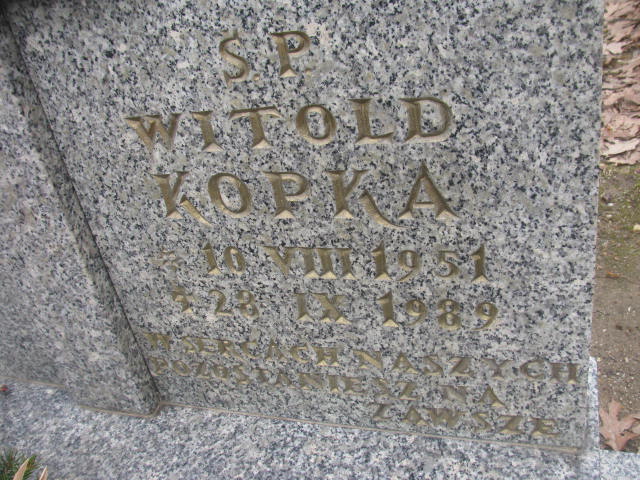 Ś.P.
WITOLD
KOPKA
* 10 VIII 1951
† 23 IX 1989
W SERCACH NASZYCH
POZOSTANIESZ NA
ZAWSZE